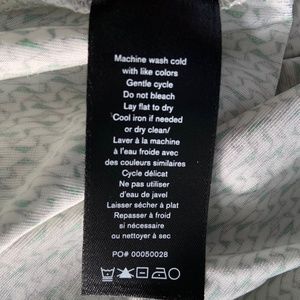 Machine wash cold
with like colors
Gentle cycle
Do not bleach
Lay flat to dry
Cool iron if needed
or dry clean/
Laver à la machine
à l'eau froide avec
des couleurs similaires
Cycle délicat
Ne pas utiliser
d'eau de javel
Laisser sécher à plat
Repasser à froid
si nécessaire
ou nettoyer à sec
PO# 00050028